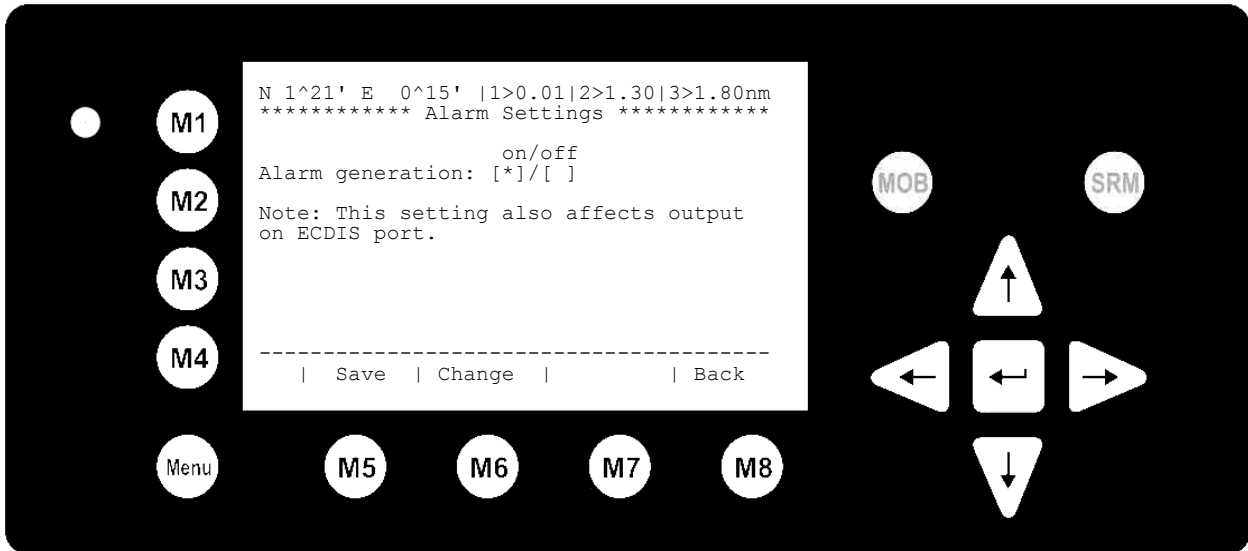 N 1^21' E  0^15' |1>0.01|2>1.30|3>1.80nm
************ Alarm Settings ************
on/off
Alarm generation: [*]/[ ]
Note: This setting also affects output
on ECDIS port.
----------------------------------------
|  Save  | Change  |         | Back
M1
M2
M3
M4
Menu
M5
M6
M7
M8
MOB
SRM